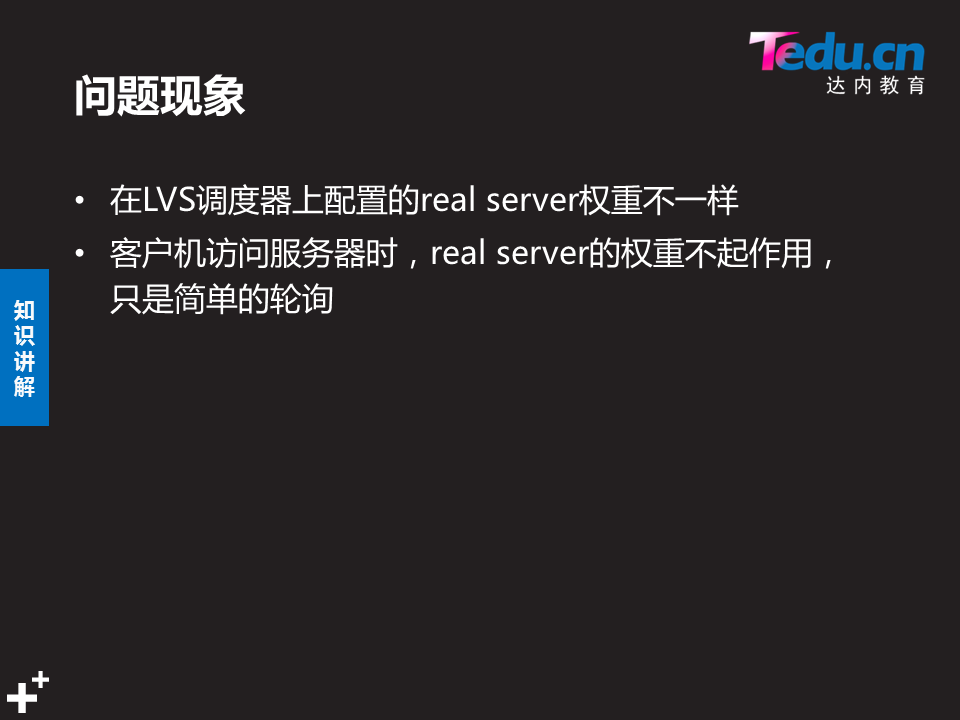 Tedu.cn
达内教育
问题现象
• 在LVS调度器上配置的real server权重不一样
• 客户机访问服务器时，real server的权重不起作用，
只是简单的轮询
知
识
讲
解